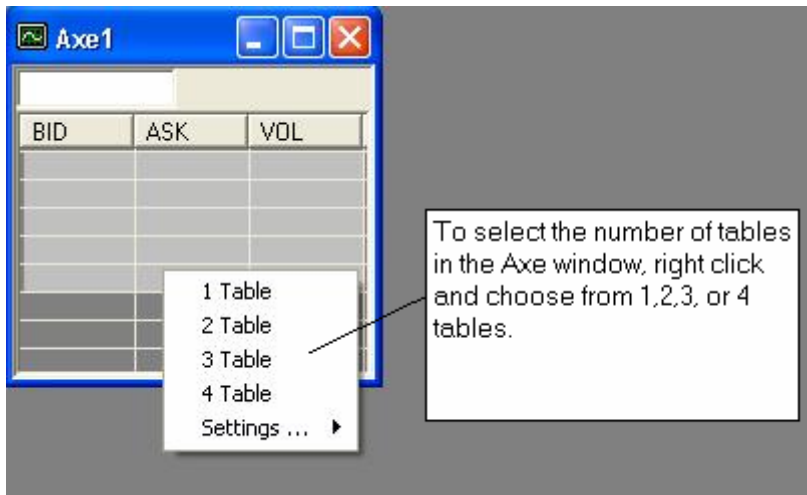 Axe1
BID ASK VOL
To select the number of tables
in the Axe window, right click
and choose from 1,2,3, or 4
tables.
1 Table
2 Table
3 Table
4 Table
Settings ...